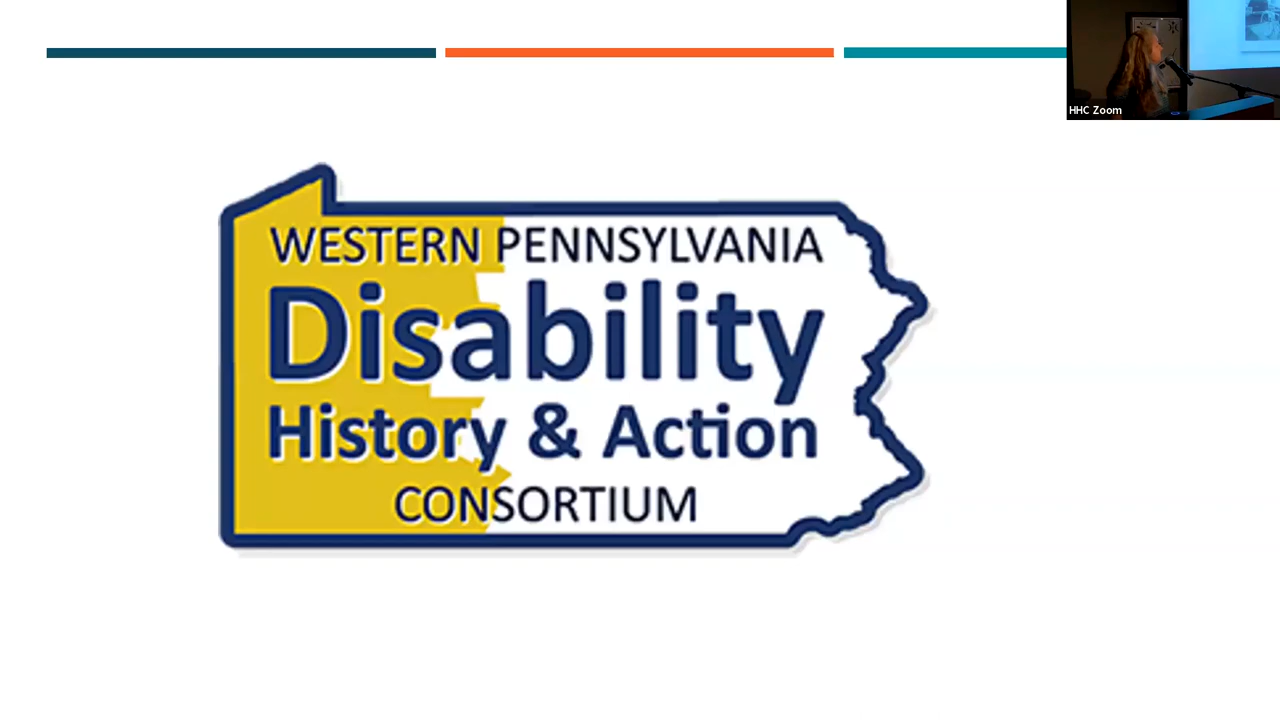 HHC Zoom
WESTERN PENNSYLVANIA
Disability
History & Action
CONSORTIUM